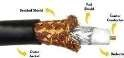 Braided Shield
Foil
Shield
Center
Conductor
Outer
Jacket
Dielectric